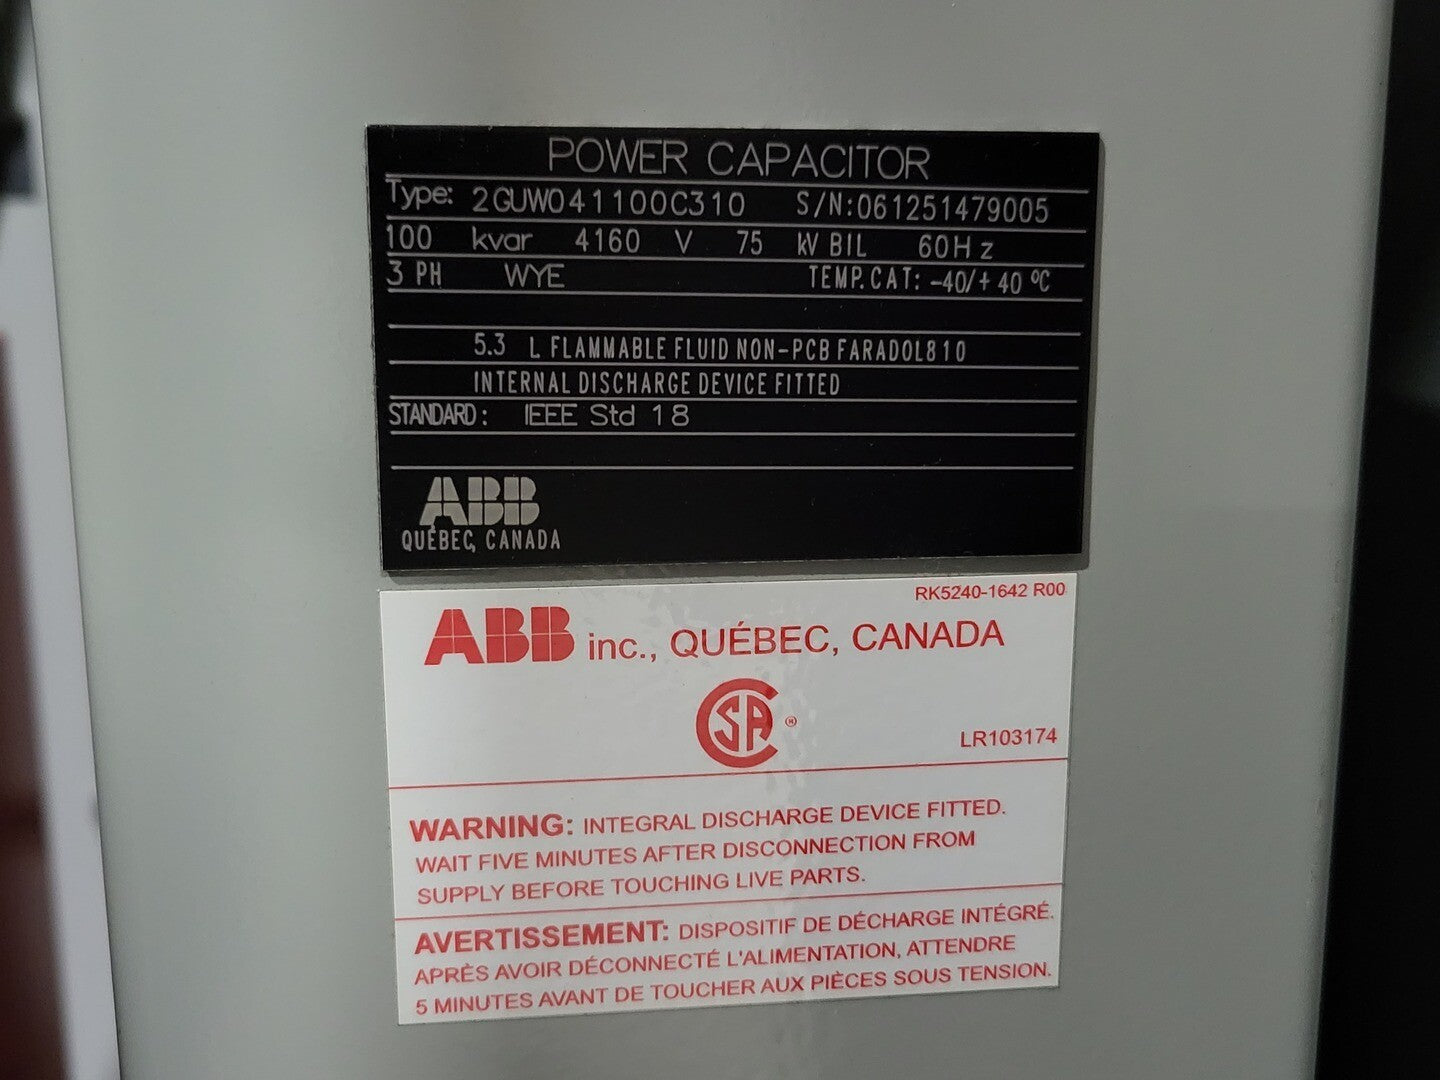 POWER CAPACITOR
Type: 2GUW041100C310 S/N:061251479005
100 kvar 4160 V 75 kV BIL 60Hz
3 PH WYE TEMP.CAT: -40/+40 ºC
5.3 L FLAMMABLE FLUID NON-PCB FARADOL810
INTERNAL DISCHARGE DEVICE FITTED
STANDARD: IEEE Std 18
ABB
QUÉBEC, CANADA
RK5240-1642 R00
ABB inc., QUÉBEC, CANADA
CSA ®
LR103174
WARNING: INTEGRAL DISCHARGE DEVICE FITTED.
WAIT FIVE MINUTES AFTER DISCONNECTION FROM
SUPPLY BEFORE TOUCHING LIVE PARTS.
AVERTISSEMENT: DISPOSITIF DE DÉCHARGE INTÉGRÉ.
APRÈS AVOIR DÉCONNECTÉ L'ALIMENTATION, ATTENDRE
5 MINUTES AVANT DE TOUCHER AUX PIÈCES SOUS TENSION.